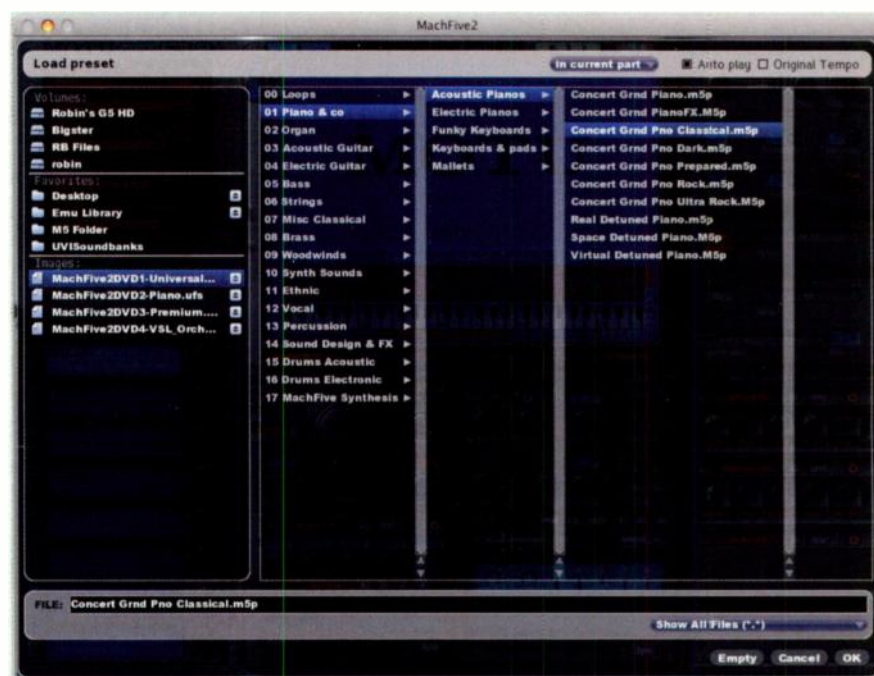 MachFive2
Load preset
In current part
Auto play
Original Tempo
Volumes:
Robin's G5 HD
Bigster
RB Files
robin
Favorites:
Desktop
Emu Library
M5 Folder
UVISoundbanks
Images:
MachFive2DVD1-Universal...
MachFive2DVD2-Piano.ufs
MachFive2DVD3-Premium....
MachFive2DVD4-VSL_Orch...
00 Loops
01 Piano & co
02 Organ
03 Acoustic Guitar
04 Electric Guitar
05 Bass
06 Strings
07 Misc Classical
08 Brass
09 Woodwinds
10 Synth Sounds
11 Ethnic
12 Vocal
13 Percussion
14 Sound Design & FX
15 Drums Acoustic
16 Drums Electronic
17 MachFive Synthesis
Acoustic Pianos
Electric Pianos
Funky Keyboards
Keyboards & pads
Mallets
Concert Grnd Piano.m5p
Concert Grnd PianoFX.M5p
Concert Grnd Pno Classical.m5p
Concert Grnd Pno Dark.m5p
Concert Grnd Pno Prepared.m5p
Concert Grnd Pno Rock.m5p
Concert Grnd Pno Ultra Rock.M5p
Real Detuned Piano.m5p
Space Detuned Piano.M5p
Virtual Detuned Piano.M5p
FILE: Concert Grnd Pno Classical.m5p
Show All Files (*.*)
Empty
Cancel
OK